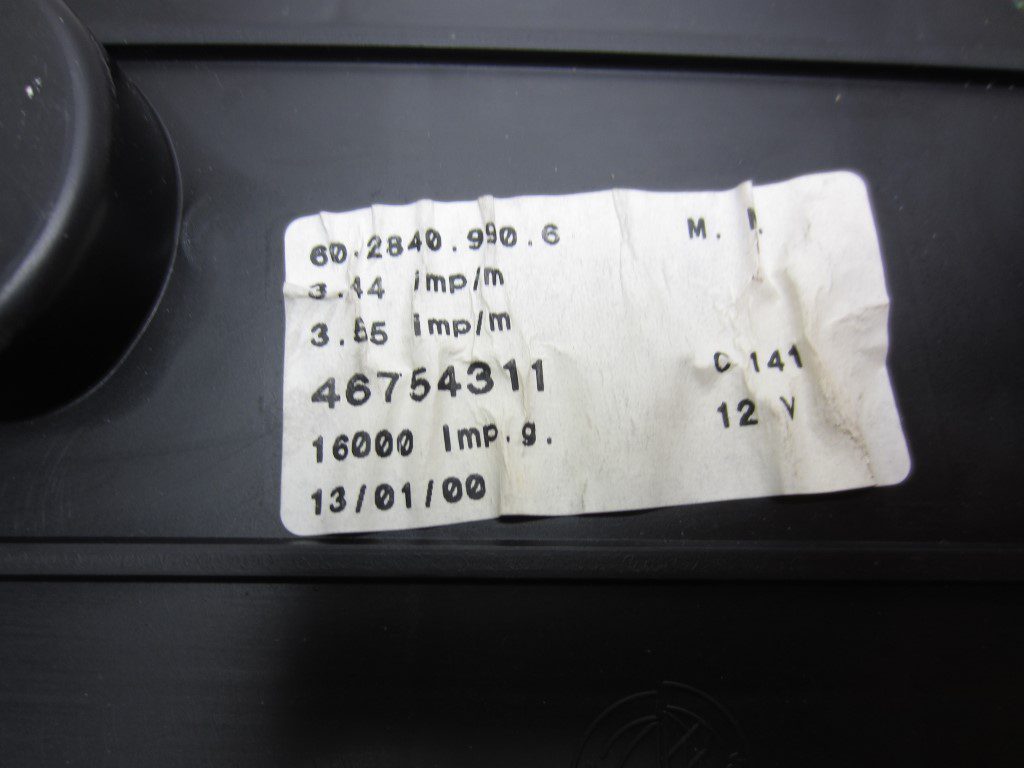 60.2840.990.6 M.
3.44 imp/m
3.55 imp/m
46754311 C 141
16000 Imp.g. 12 V
13/01/00